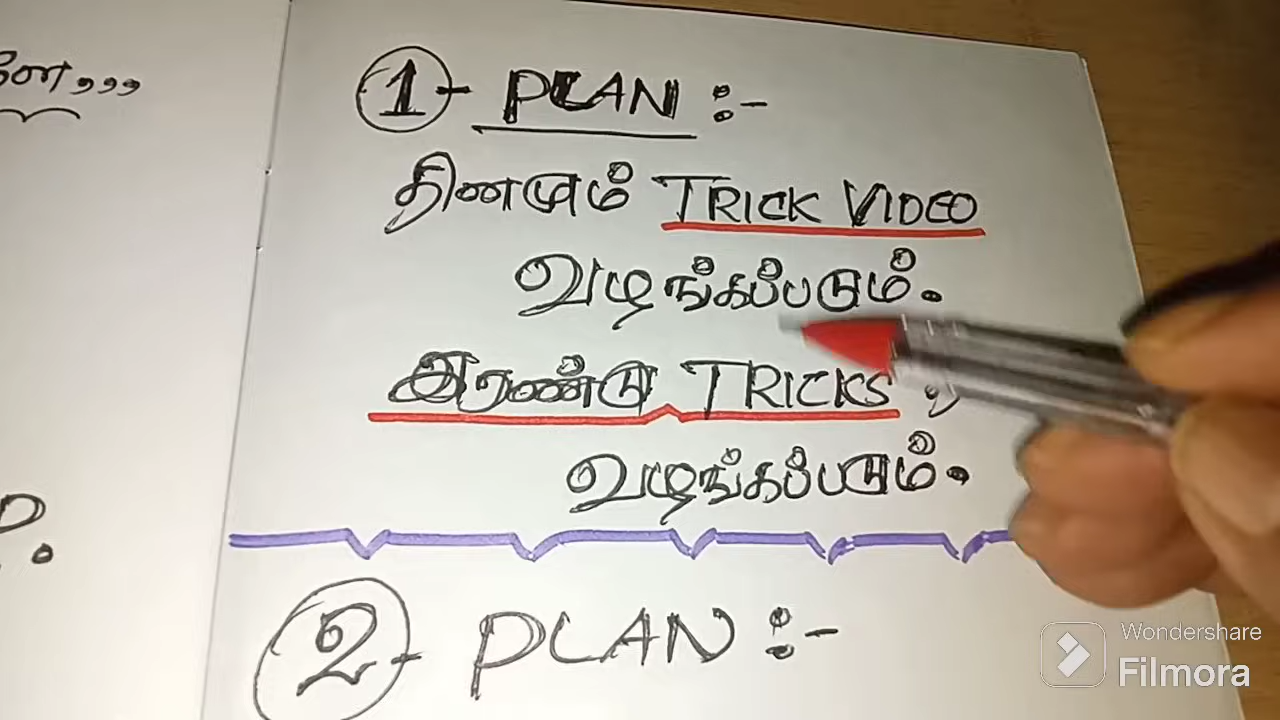 1 - PLAN :-
தினமும் TRICK VIDEO
வழங்கப்படும்.
இரண்டு TRICKS
வழங்கப்படும்.
2 - PLAN :-
Wondershare
Filmora